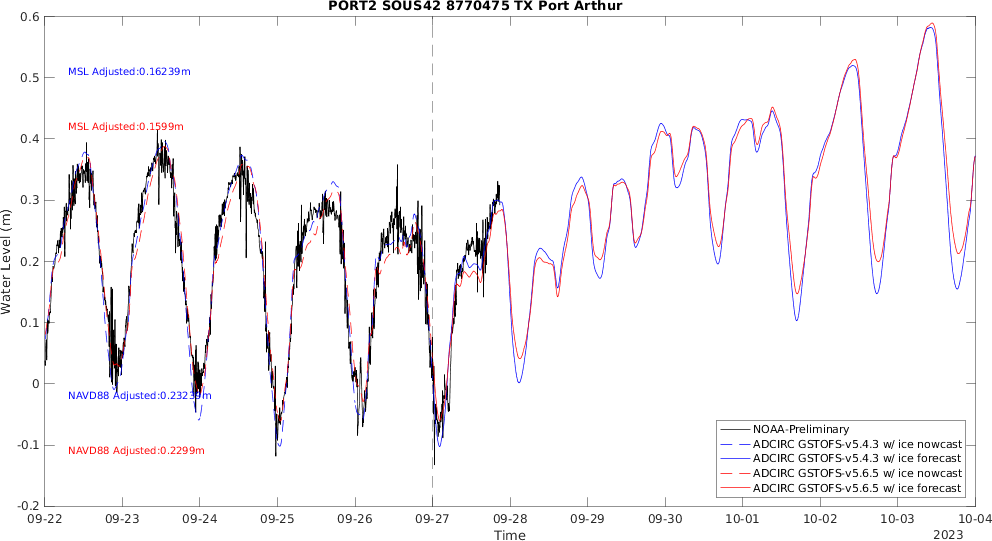 PORT2 SOUS42 8770475 TX Port Arthur
Water Level (m)
0.6
0.5
0.4
0.3
0.2
0.1
0
-0.1
-0.2
MSL Adjusted:0.16239m
MSL Adjusted:0.1599m
NAVD88 Adjusted:0.23239m
NAVD88 Adjusted:0.2299m
NOAA-Preliminary
ADCIRC GSTOFS-v5.4.3 w/ ice nowcast
ADCIRC GSTOFS-v5.4.3 w/ ice forecast
ADCIRC GSTOFS-v5.6.5 w/ ice nowcast
ADCIRC GSTOFS-v5.6.5 w/ ice forecast
09-22 09-23 09-24 09-25 09-26 09-27 09-28 09-29 09-30 10-01 10-02 10-03 10-04
Time
2023